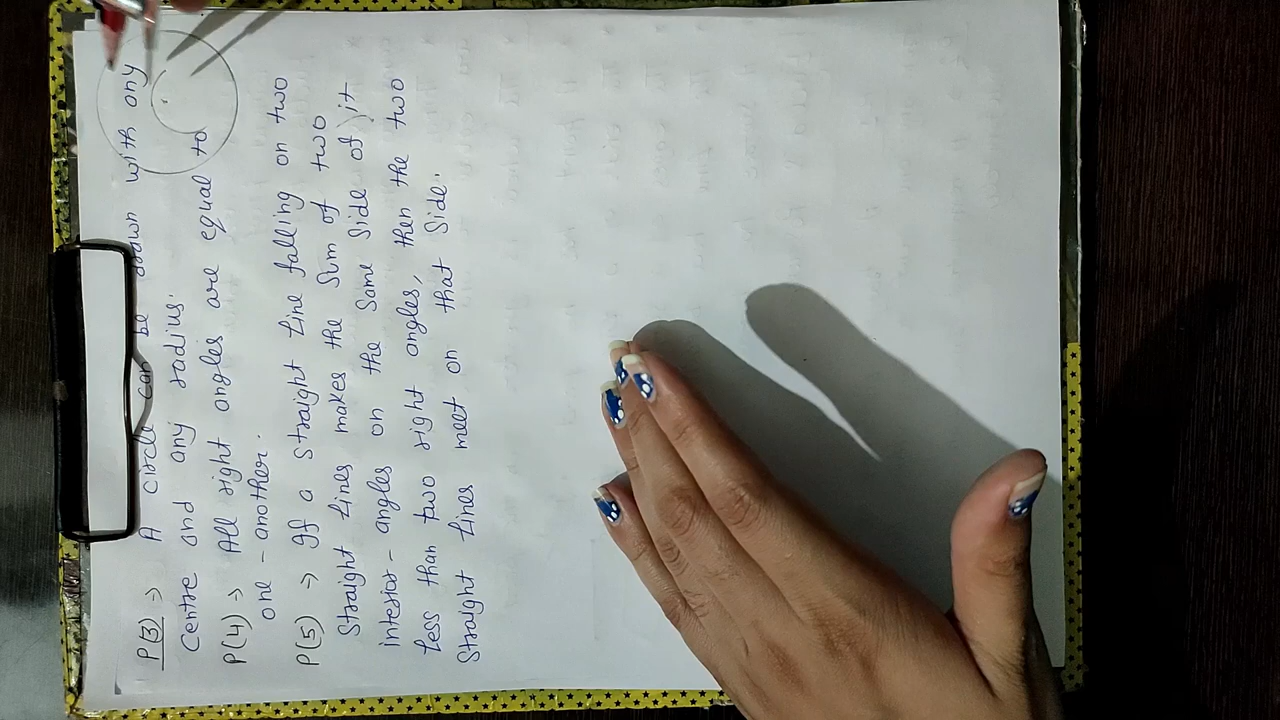 P(3) → A circle can be drawn with any
Centre and any radius.
P(4) → All right angles are equal to
one - another.
P(5) → If a straight line falling on two
Straight lines makes the Sum of two
interior - angles on the Same Side of it
less than two right angles, then the two
Straight lines meet on that Side.